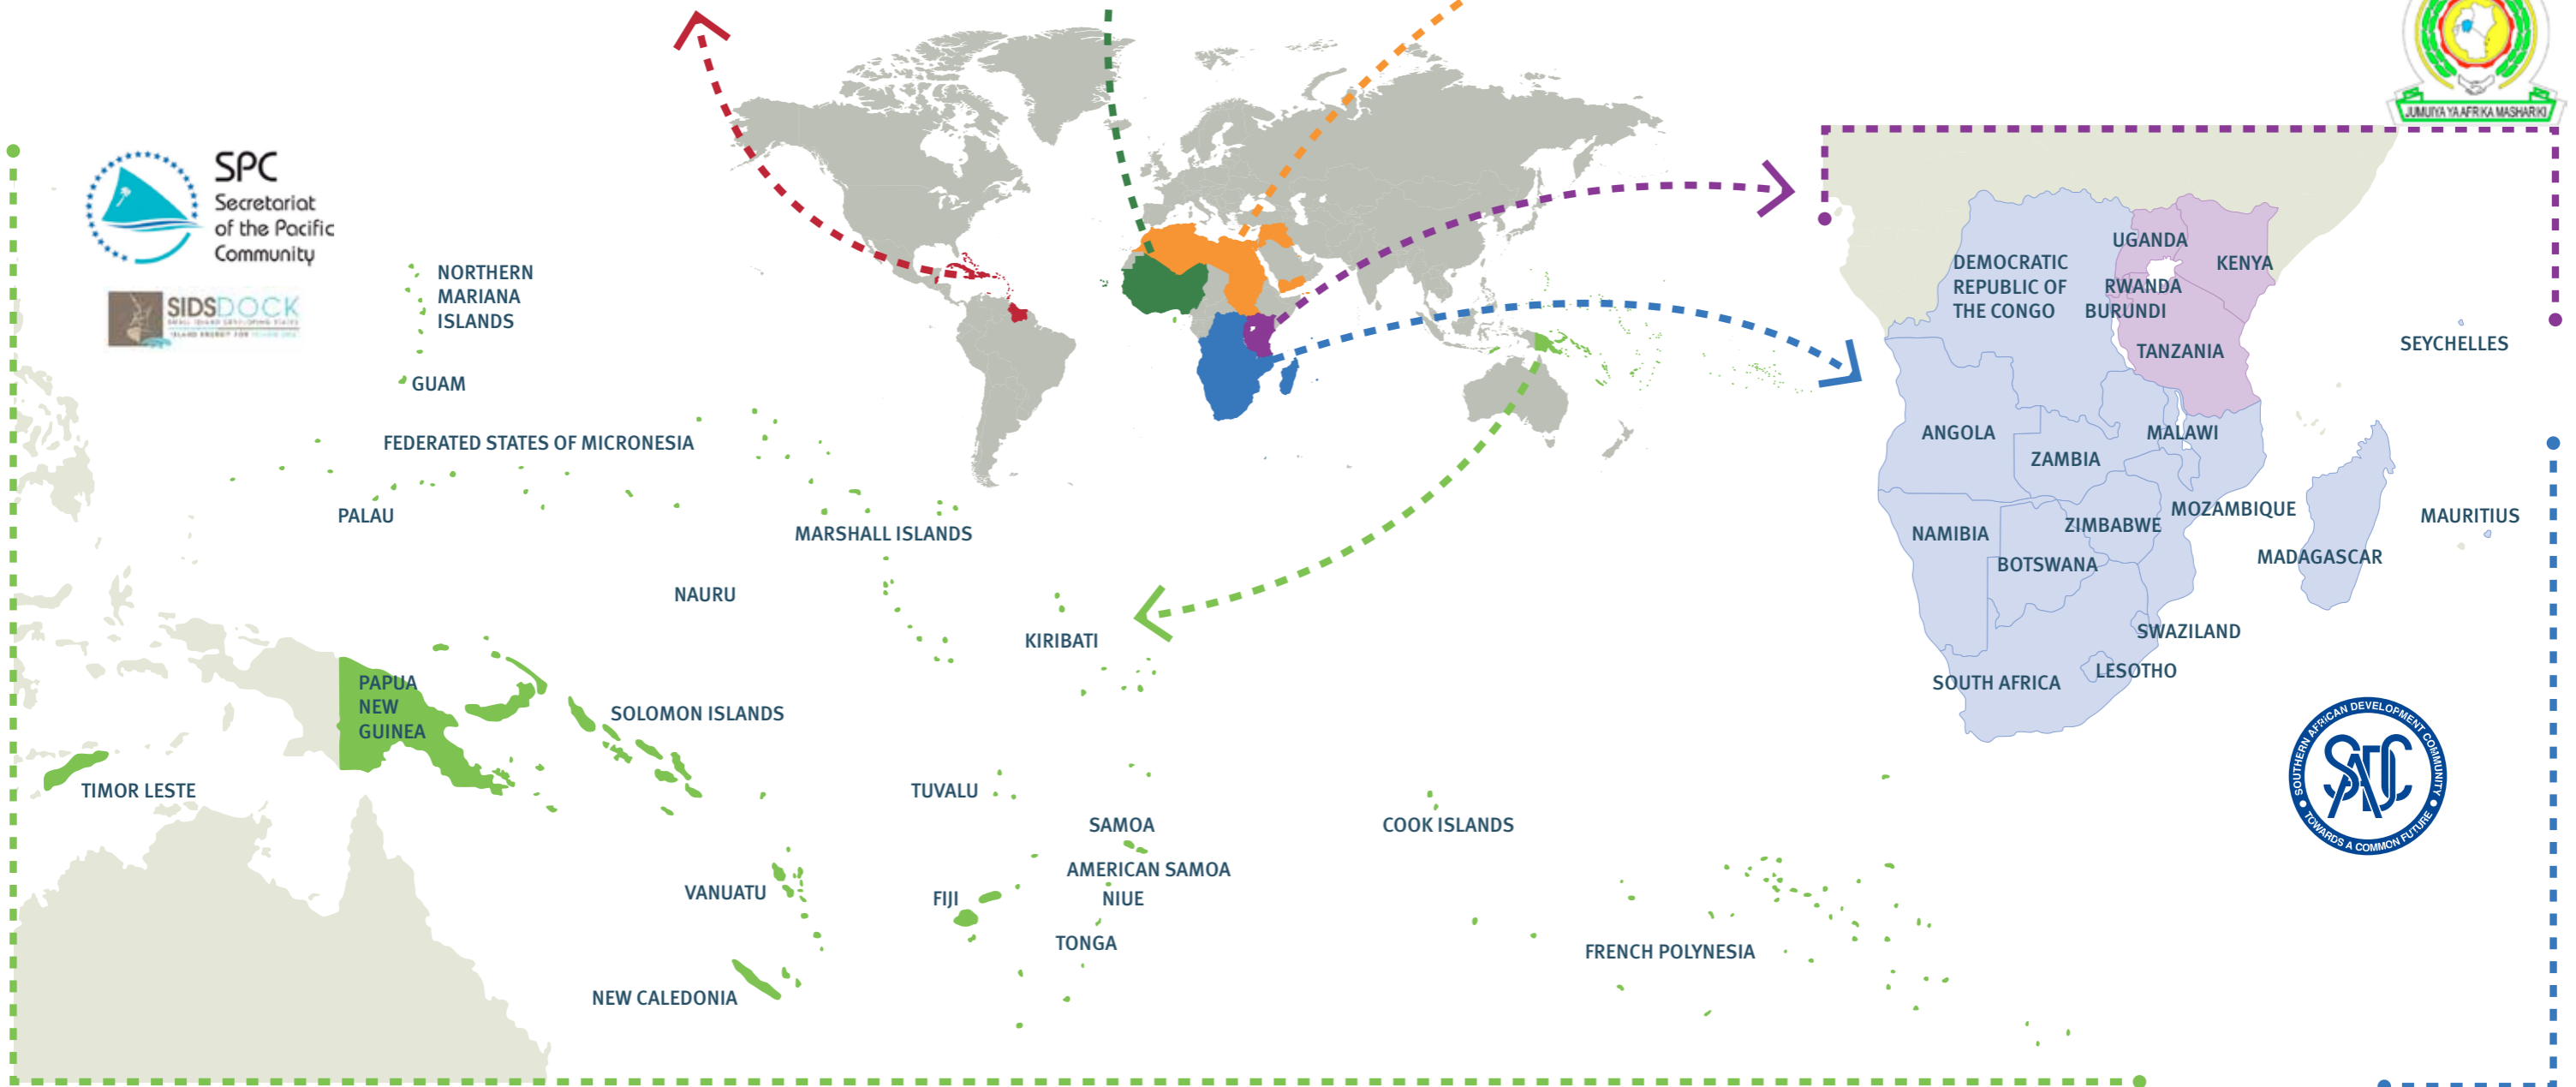 JUMUIYA YA AFRIKA MASHARIKI
SPC
Secretariat
of the Pacific
Community
SIDSDOCK
SMALL ISLAND DEVELOPING STATES
NORTHERN
MARIANA
ISLANDS
GUAM
FEDERATED STATES OF MICRONESIA
PALAU
MARSHALL ISLANDS
NAURU
KIRIBATI
PAPUA
NEW
GUINEA
SOLOMON ISLANDS
TIMOR LESTE
TUVALU
SAMOA
COOK ISLANDS
AMERICAN SAMOA
VANUATU
FIJI
NIUE
TONGA
FRENCH POLYNESIA
NEW CALEDONIA
UGANDA
KENYA
DEMOCRATIC
REPUBLIC OF
THE CONGO
RWANDA
BURUNDI
TANZANIA
SEYCHELLES
ANGOLA
MALAWI
ZAMBIA
MOZAMBIQUE
MAURITIUS
ZIMBABWE
NAMIBIA
MADAGASCAR
BOTSWANA
SWAZILAND
LESOTHO
SOUTH AFRICA
SOUTHERN AFRICAN DEVELOPMENT COMMUNITY
SADC
TOWARDS A COMMON FUTURE